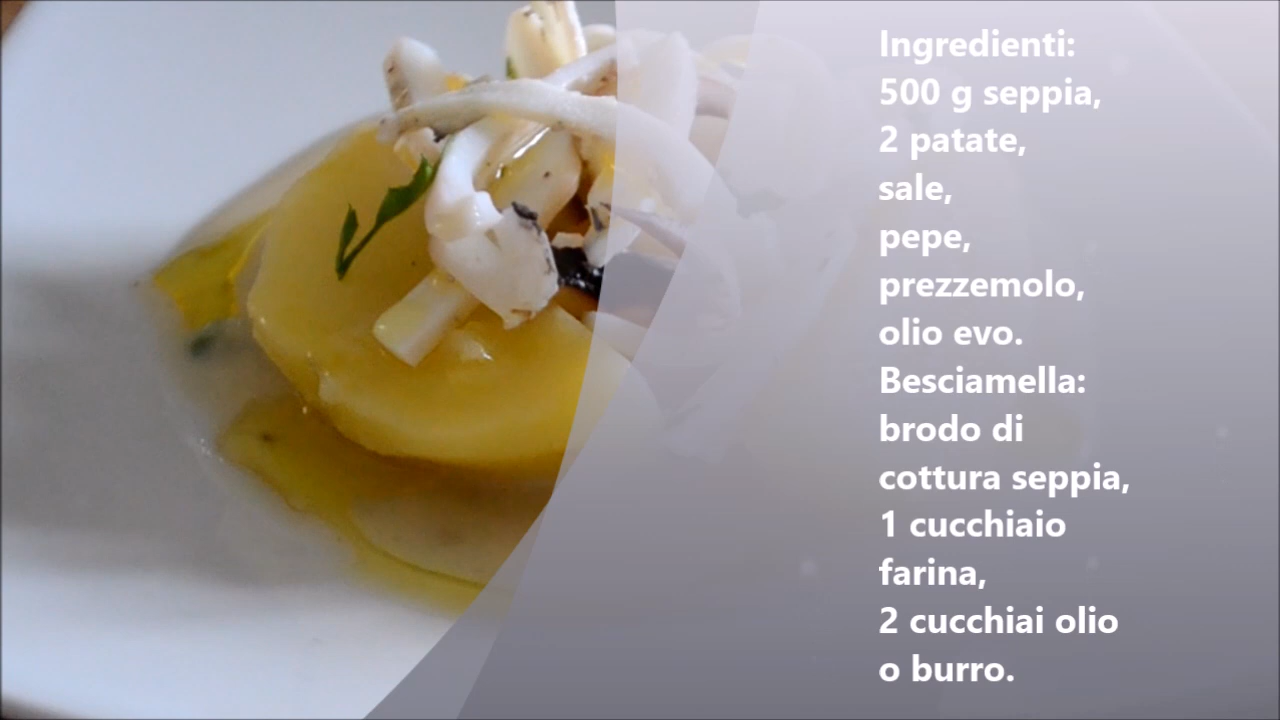 Ingredienti:
500 g seppia,
2 patate,
sale,
pepe,
prezzemolo,
olio evo.
Besciamella:
brodo di
cottura seppia,
1 cucchiaio
farina,
2 cucchiai olio
o burro.